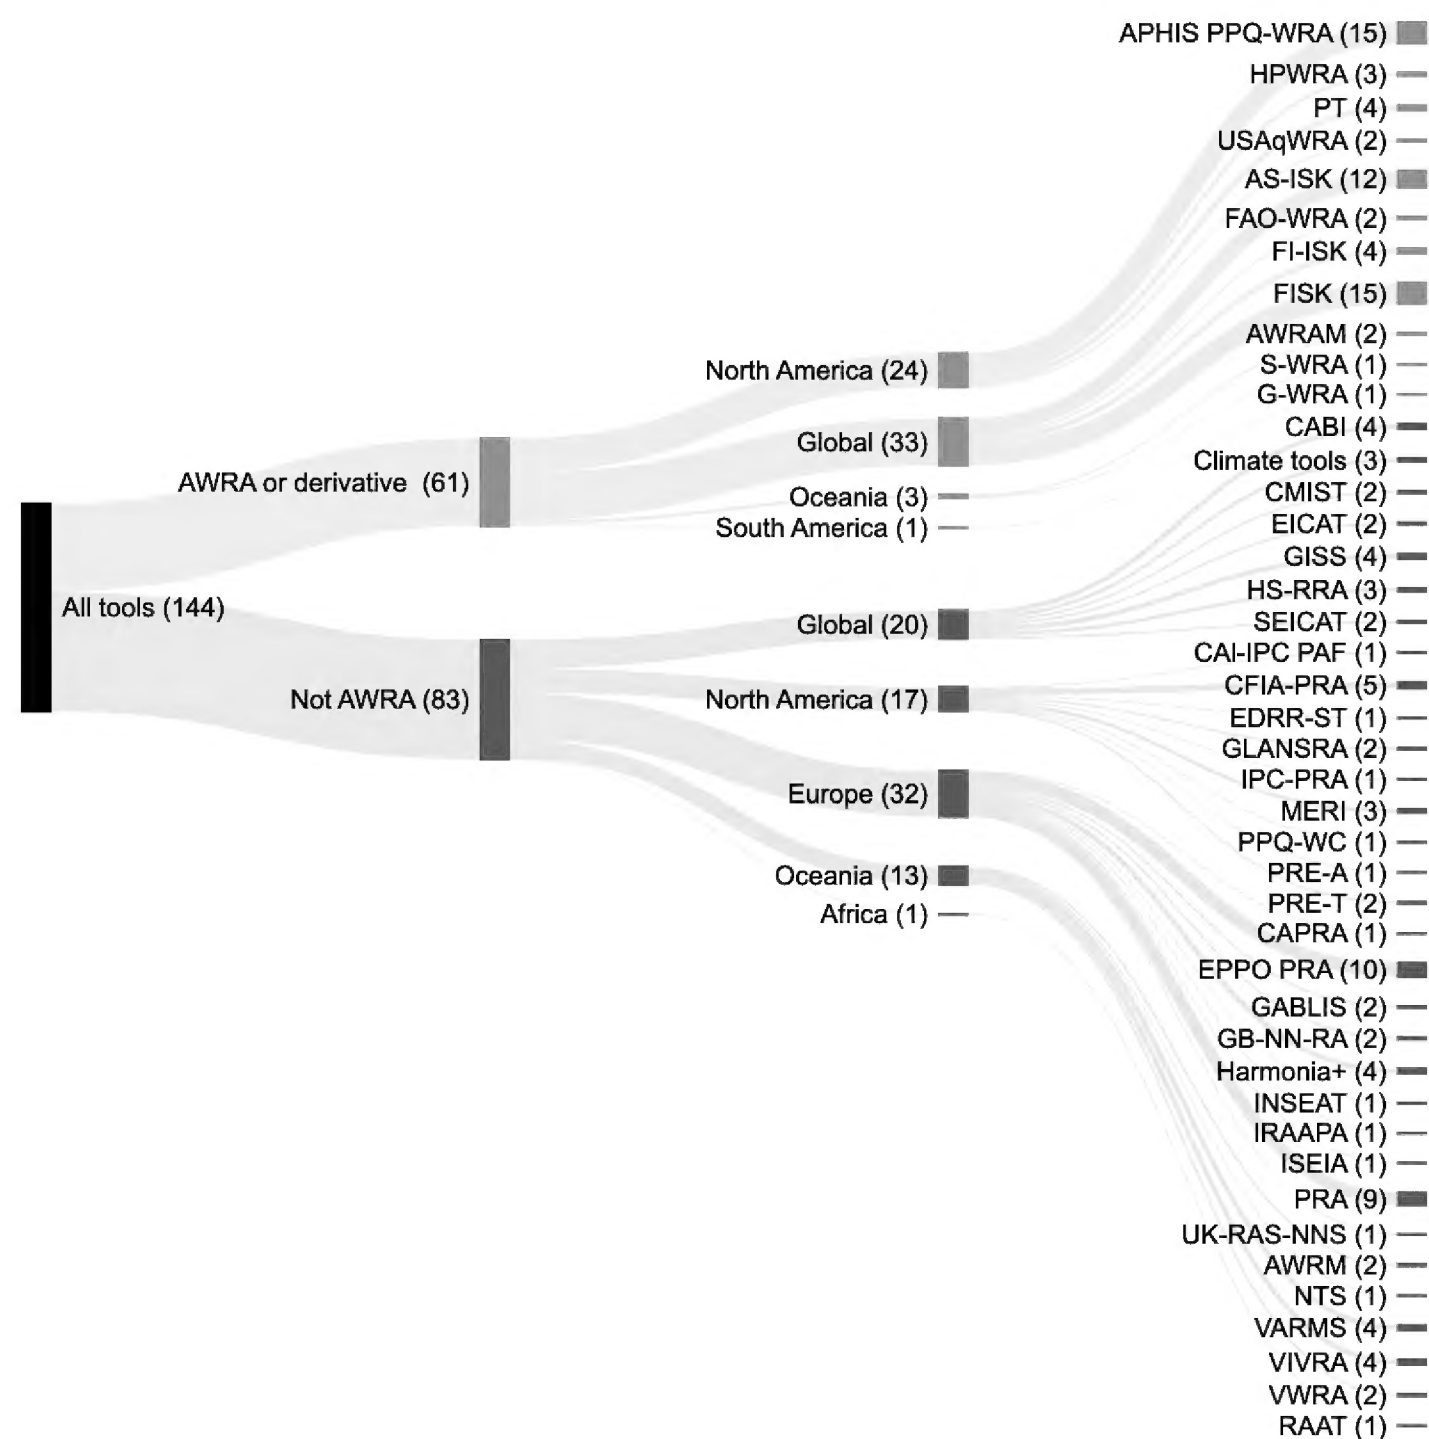 All tools (144)
AWRA or derivative (61)
Not AWRA (83)
North America (24)
Global (33)
Oceania (3)
South America (1)
Global (20)
North America (17)
Europe (32)
Oceania (13)
Africa (1)
APHIS PPQ-WRA (15)
HPWRA (3)
PT (4)
USAqWRA (2)
AS-ISK (12)
FAO-WRA (2)
FI-ISK (4)
FISK (15)
AWRAM (2)
S-WRA (1)
G-WRA (1)
CABI (4)
Climate tools (3)
CMIST (2)
EICAT (2)
GISS (4)
HS-RRA (3)
SEICAT (2)
CAI-IPC PAF (1)
CFIA-PRA (5)
EDRR-ST (1)
GLANSRA (2)
IPC-PRA (1)
MERI (3)
PPQ-WC (1)
PRE-A (1)
PRE-T (2)
CAPRA (1)
EPPO PRA (10)
GABLIS (2)
GB-NN-RA (2)
Harmonia+ (4)
INSEAT (1)
IRAAPA (1)
ISEIA (1)
PRA (9)
UK-RAS-NNS (1)
AWRM (2)
NTS (1)
VARMS (4)
VIVRA (4)
VWRA (2)
RAAT (1)